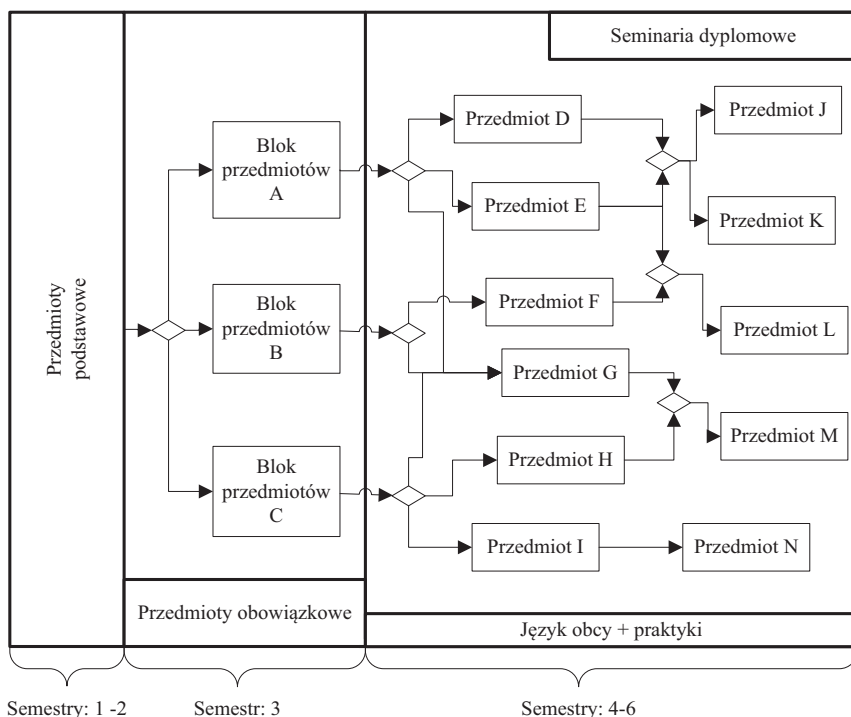 Seminaria dyplomowe
Przedmioty
podstawowe
Blok
przedmiotów
A
Blok
przedmiotów
B
Blok
przedmiotów
C
Przedmiot D
Przedmiot E
Przedmiot F
Przedmiot G
Przedmiot H
Przedmiot I
Przedmiot J
Przedmiot K
Przedmiot L
Przedmiot M
Przedmiot N
Przedmioty obowiązkowe
Język obcy + praktyki
Semestry: 1 -2
Semestr: 3
Semestry: 4-6